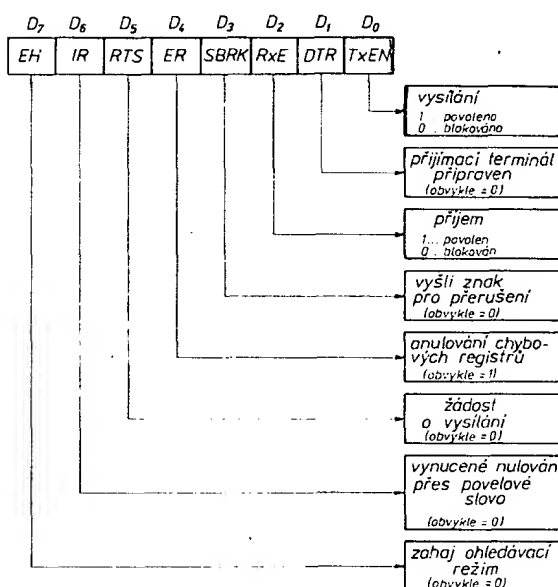 D₇ D₆ D₅ D₄ D₃ D₂ D₁ D₀
EH IR RTS ER SBRK RxE DTR TxEN
vysílání
1 . povoleno
0 . blokováno
přijímací terminál
připraven
(obvykle = 0)
příjem
1... povolen
0 . blokován
vyšli znak
pro přerušení
(obvykle = 0)
anulování chybo-
vých registrů
(obvykle = 1)
žádost
o vysílání
(obvykle = 0)
vynucené nulován
přes povelové
slovo
(obvykle = 0)
zahaj ohledávací
režim
(obvykle = 0)